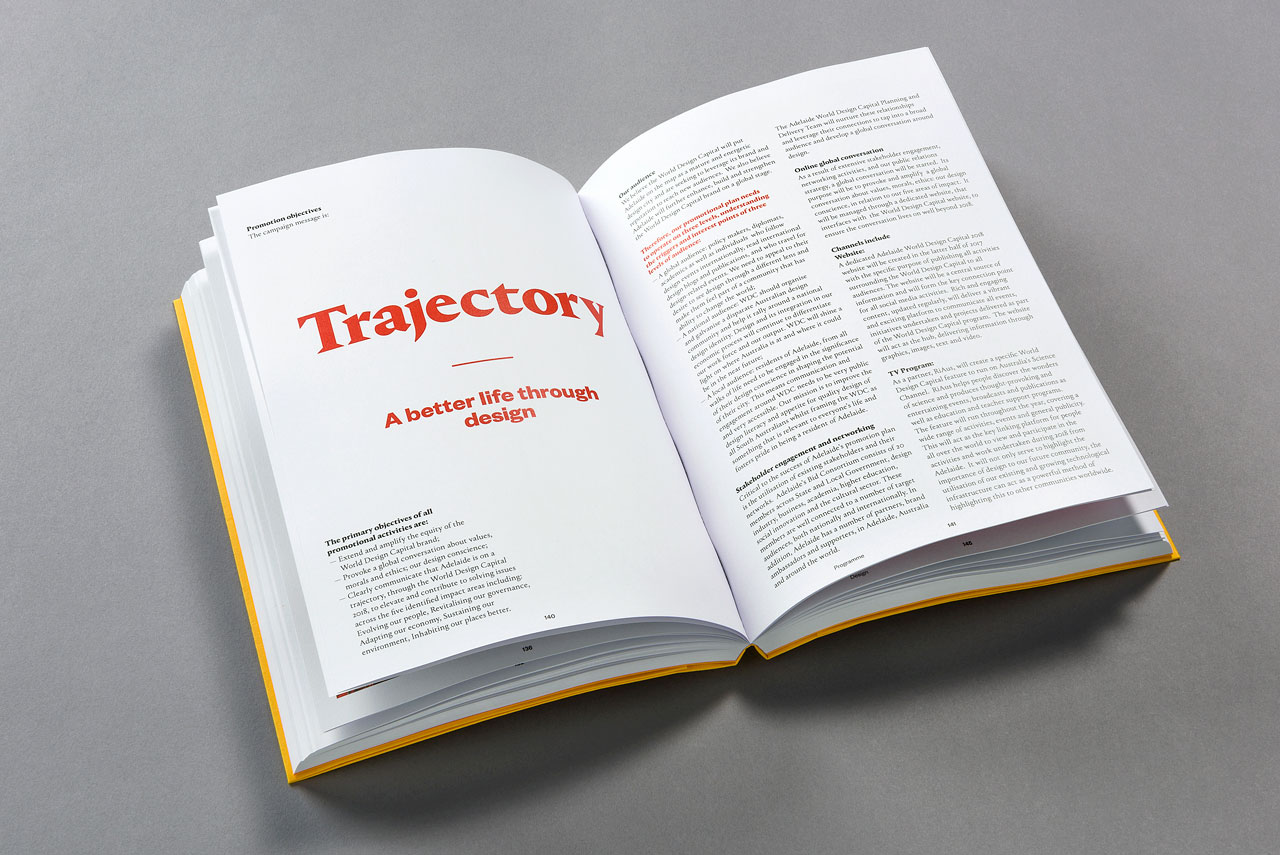 Promotion objectives
The campaign message is:
Trajectory
A better life through
design
The primary objectives of all
promotional activities are:
— Extend and amplify the equity of the
World Design Capital brand;
— Provoke a global conversation about values,
morals and ethics; our design conscience;
— Clearly communicate that Adelaide is on a
trajectory, through the World Design Capital
2018, to elevate and contribute to solving issues
across the five identified impact areas including:
Evolving our people, Revitalising our governance,
Adapting our economy, Sustaining our
environment, Inhabiting our places better.
140
138
Our audience
We believe the World Design Capital will put
Adelaide on the map as a mature and energetic
design city and are seeking to leverage its brand and
reputation to reach new audiences. We also believe
Adelaide will further enhance, build and strengthen
the World Design Capital brand on a global stage.
Therefore, our promotional plan needs
to operate on three levels, understanding
the triggers and interest points of three
levels of audience:
— A global audience: policy makers, diplomats,
academics as well as individuals who follow
design events internationally, read international
design blogs and publications, and who travel for
design related events. We need to appeal to their
desire to see design through a different lens and
make them feel part of a community that has
ability to change the world;
— A national audience: WDC should organise
and galvanise a disparate Australian design
community and help it rally around a national
design identity. Design and its integration in our
economic process will continue to differentiate
our work force and our output. WDC will shine a
light on where Australia is at and where it could
be in the near future;
— A local audience: residents of Adelaide, from all
walks of life need to be engaged in the significance
of their design conscience in shaping the potential
of their city. This means communication and
engagement around WDC needs to be very public
and very accessible. Our mission is to improve the
design literacy and appetite for quality design of
all South Australians whilst framing the WDC as
something that is relevant to everyone's life and
fosters pride in being a resident of Adelaide.
Stakeholder engagement and networking
Critical to the success of Adelaide's promotion plan
is the utilisation of existing stakeholders and their
networks. Adelaide's Bid Consortium consists of 20
members across State and Local Government, design
industry, business, academia, higher education,
social innovation and the cultural sector. These
members are well connected to a number of target
audiences, both nationally and internationally. In
addition, Adelaide has a number of partners, brand
ambassadors and supporters, in Adelaide, Australia
and around the world.
The Adelaide World Design Capital Planning and
Delivery Team will nurture these relationships
and leverage their connections to tap into a broad
audience and develop a global conversation around
design.
Online global conversation
As a result of extensive stakeholder engagement,
networking activities, and our public relations
strategy, a global conversation will be started. Its
purpose will be to provoke and amplify a global
conversation about values, morals, ethics: our design
conscience, in relation to our five areas of impact. It
will be managed through a dedicated website, that
interfaces with the World Design Capital website, to
ensure the conversation lives on well beyond 2018.
Channels include
Website:
A dedicated Adelaide World Design Capital 2018
website will be created in the latter half of 2017
with the specific purpose of publishing all activities
surrounding the World Design Capital to all
audiences. The website will be a central source of
information and will form the key connection point
for all social media activities. Rich and engaging
content, updated regularly, will deliver a vibrant
and exciting platform to communicate all events,
initiatives undertaken and projects delivered as part
of the World Design Capital program. The website
will act as the hub, delivering information through
graphics, images, text and video.
TV Program:
As a partner, RiAus, will create a specific World
Design Capital feature to run on Australia's Science
Channel. RiAus helps people discover the wonders
of science and produces thought-provoking and
entertaining events, broadcasts and publications as
well as education and teacher support programs.
The feature will run throughout the year, covering a
wide range of activities, events and general publicity.
This will act as the key linking platform for people
all over the world to view and participate in the
activities and work undertaken during 2018 from
Adelaide. It will not only serve to highlight the
importance of design to our future community, the
utilisation of our existing and growing technological
infrastructure can act as a powerful method of
highlighting this to other communities worldwide.
Programme
141
Design